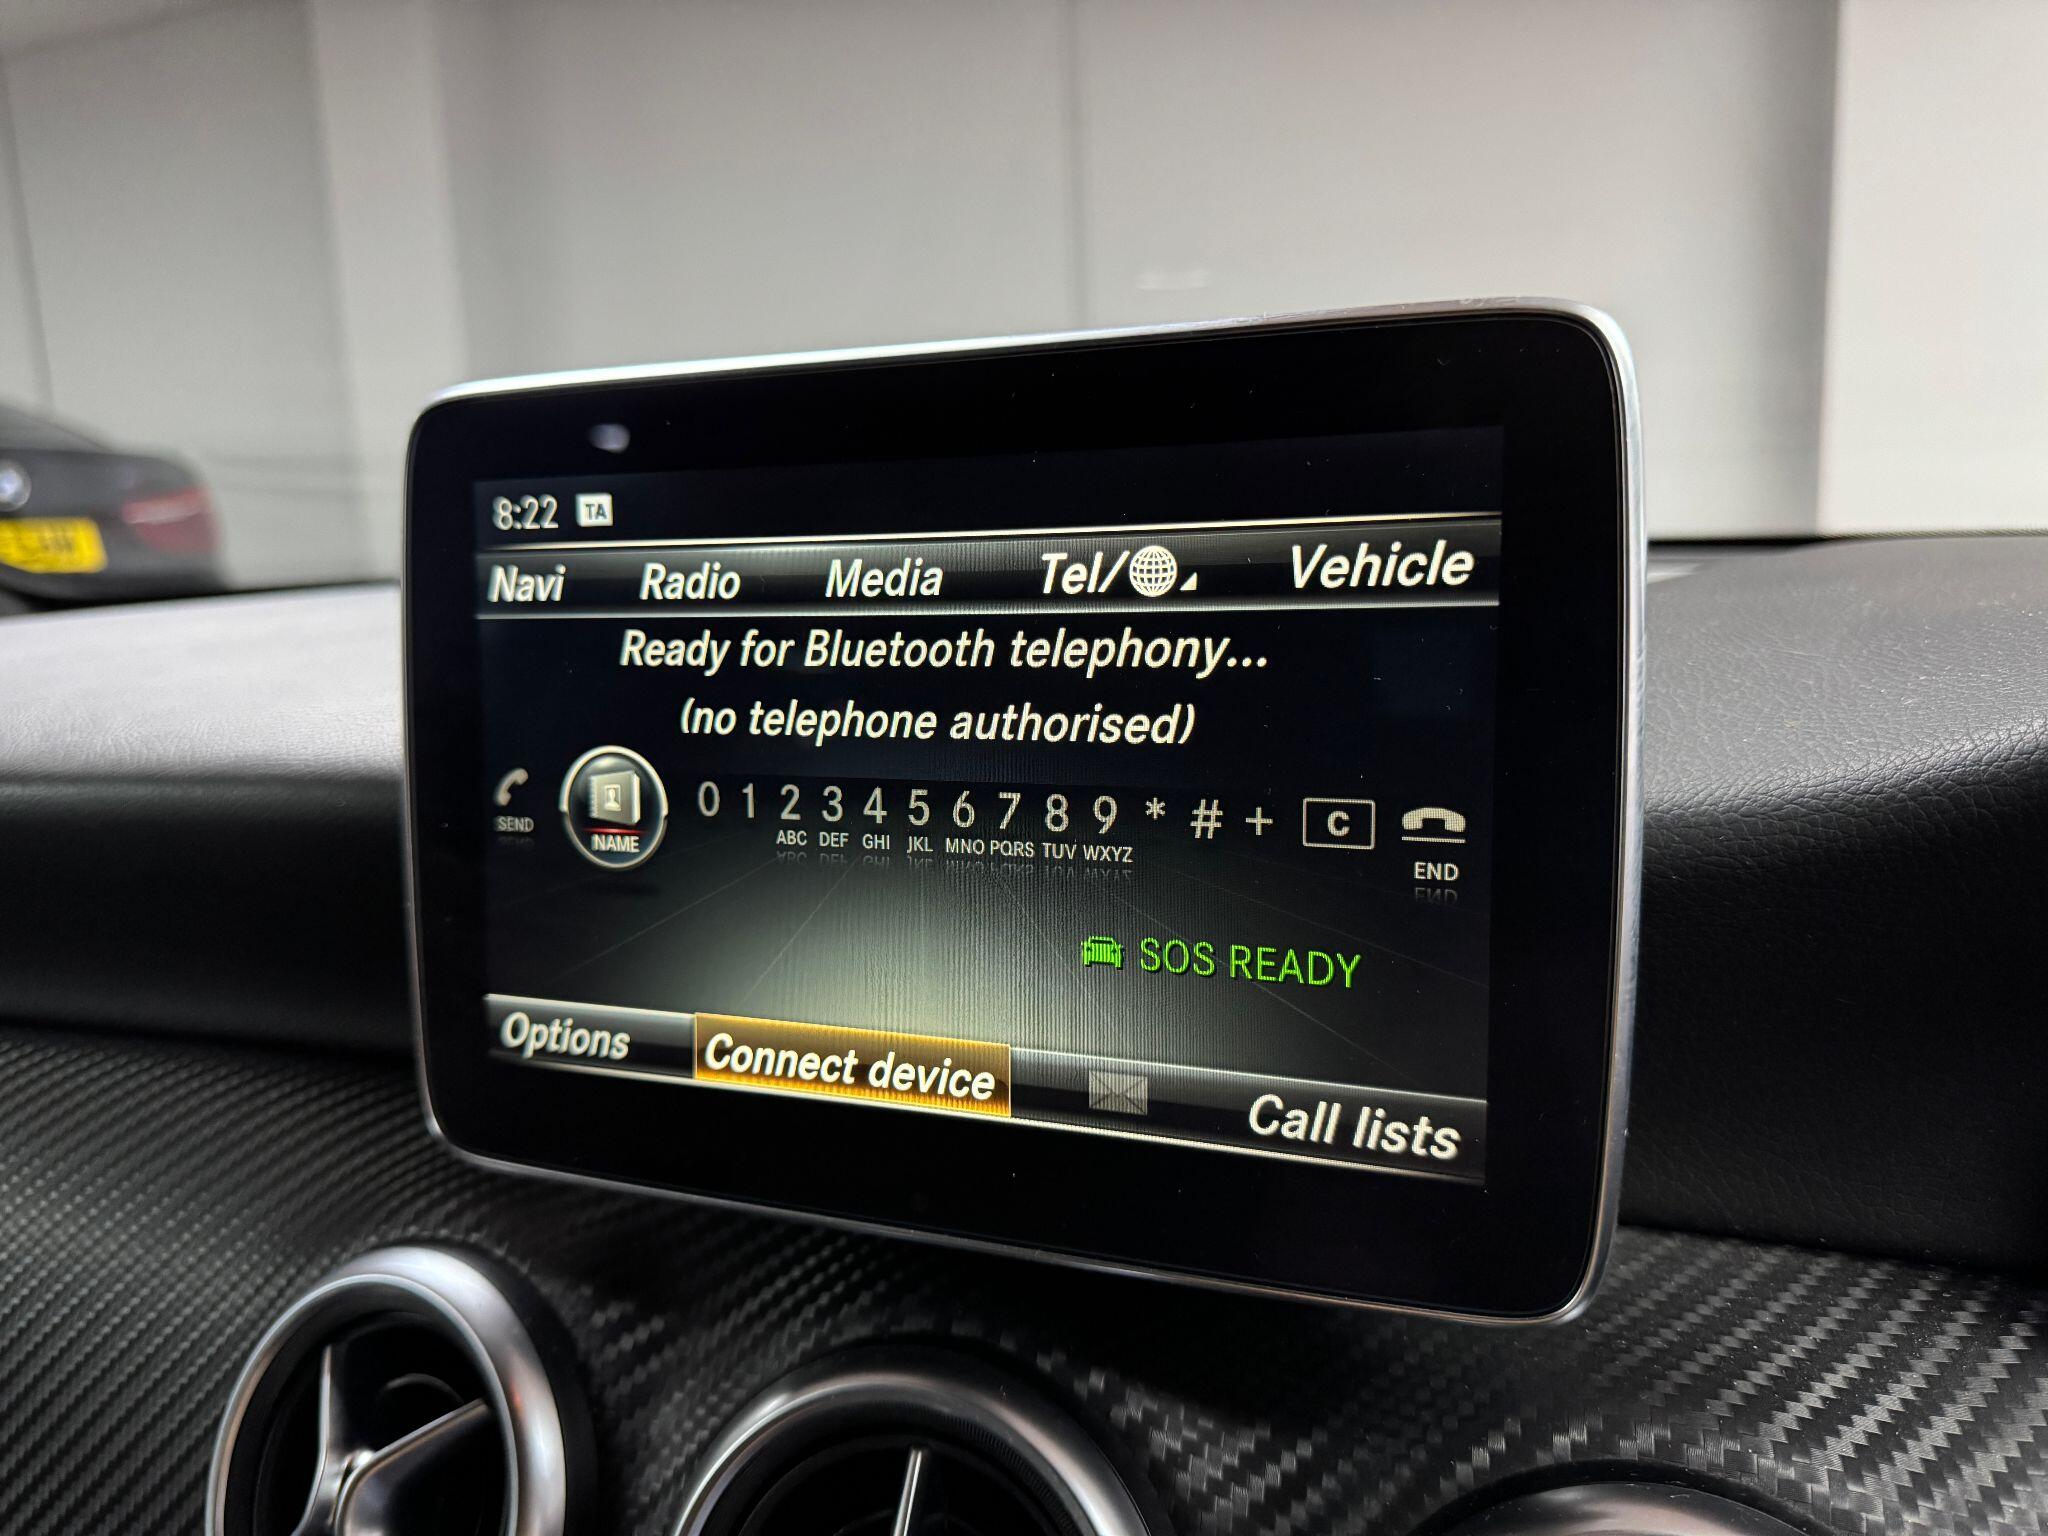 8:22 TA
Navi Radio Media Tel/ Vehicle
Ready for Bluetooth telephony...
(no telephone authorised)
0 1 2 3 4 5 6 7 8 9 * # + C
SEND NAME ABC DEF GHI JKL MNO PQRS TUV WXYZ END
SOS READY
Options Connect device Call lists